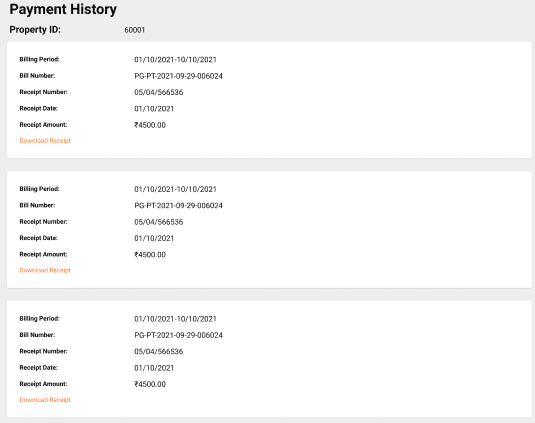 Payment History
Property ID: 60001
Billing Period: 01/10/2021-10/10/2021
Bill Number: PG-PT-2021-09-29-006024
Receipt Number: 05/04/566536
Receipt Date: 01/10/2021
Receipt Amount: ₹4500.00
Download Receipt
Billing Period: 01/10/2021-10/10/2021
Bill Number: PG-PT-2021-09-29-006024
Receipt Number: 05/04/566536
Receipt Date: 01/10/2021
Receipt Amount: ₹4500.00
Download Receipt
Billing Period: 01/10/2021-10/10/2021
Bill Number: PG-PT-2021-09-29-006024
Receipt Number: 05/04/566536
Receipt Date: 01/10/2021
Receipt Amount: ₹4500.00
Download Receipt